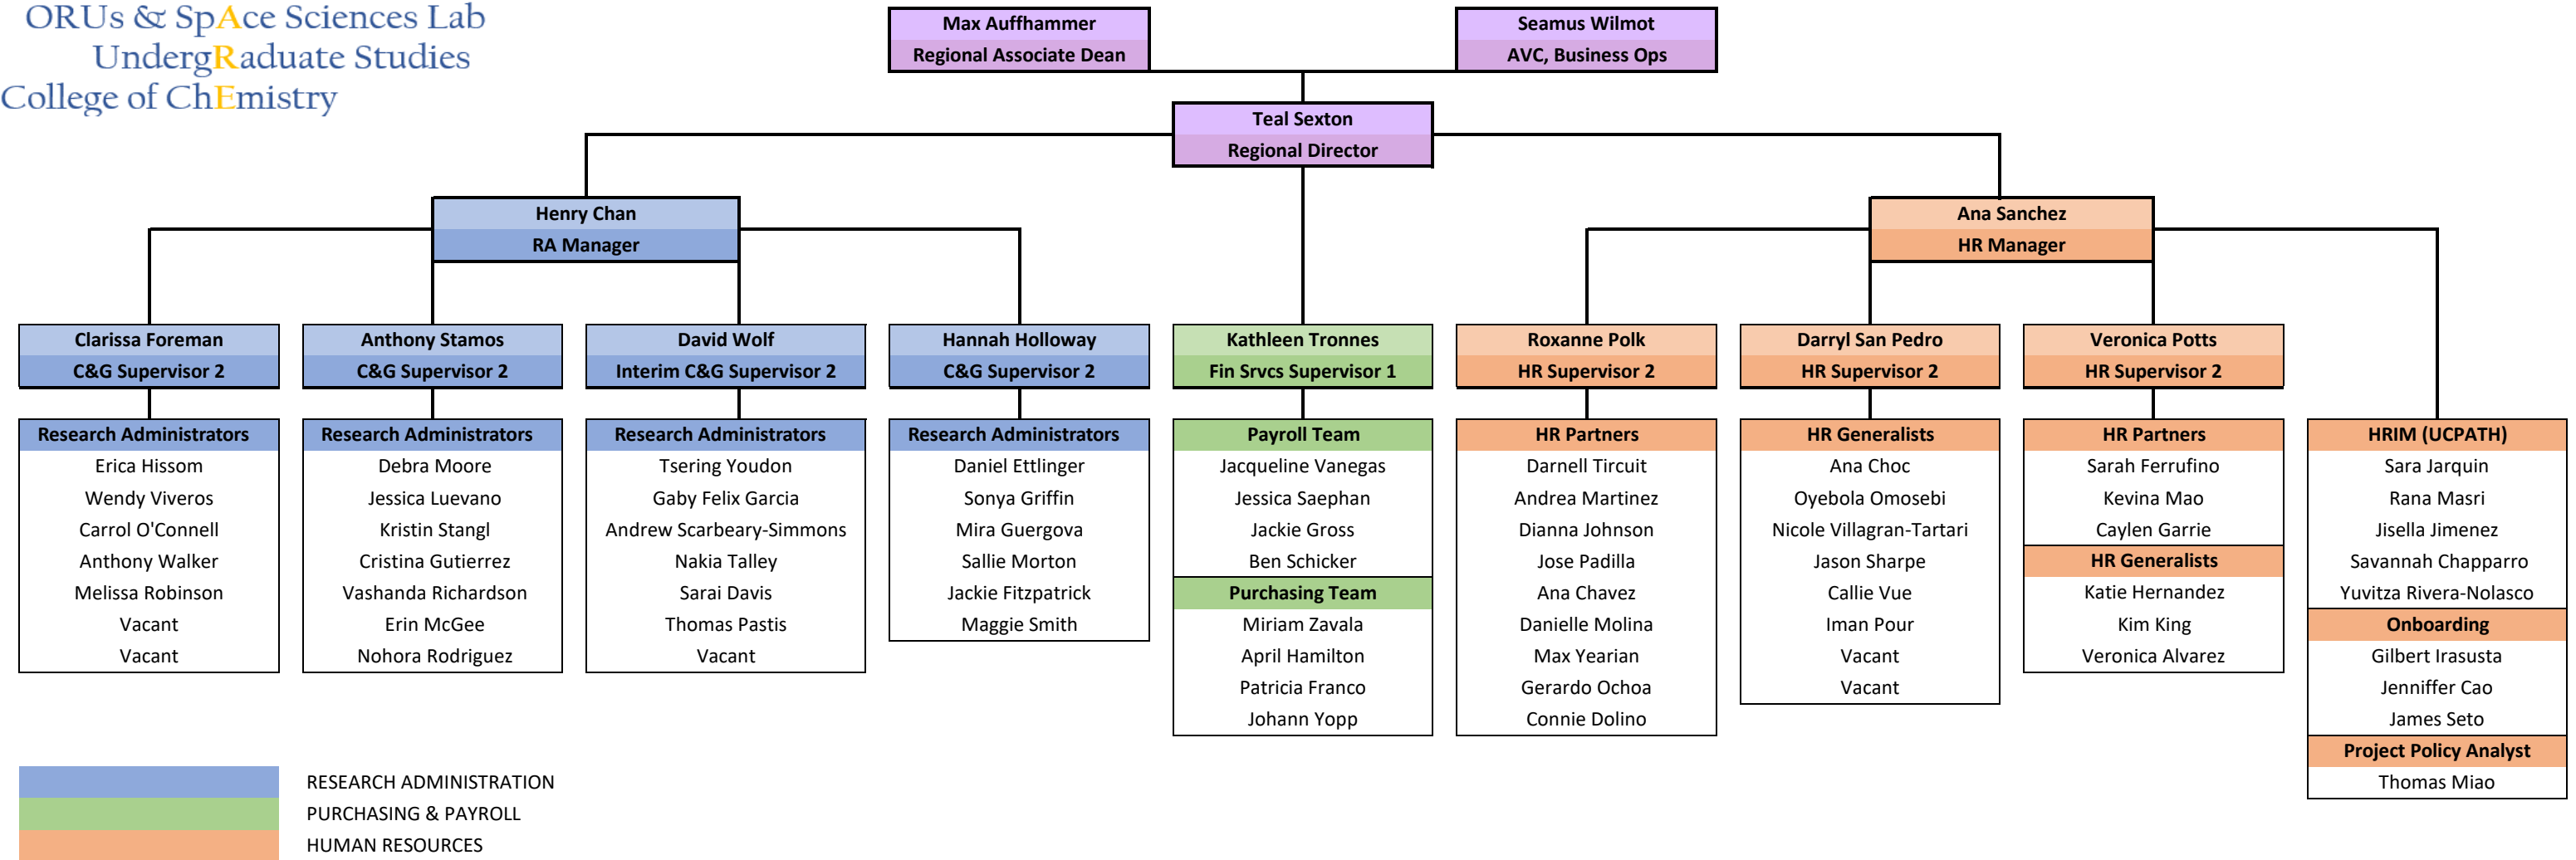 ORUs & SpAce Sciences Lab
UndergRaduate Studies
College of ChEmistry
Max Auffhammer
Regional Associate Dean
Seamus Wilmot
AVC, Business Ops
Teal Sexton
Regional Director
Henry Chan
RA Manager
Ana Sanchez
HR Manager
Clarissa Foreman
C&G Supervisor 2
Anthony Stamos
C&G Supervisor 2
David Wolf
Interim C&G Supervisor 2
Hannah Holloway
C&G Supervisor 2
Kathleen Tronnes
Fin Srvcs Supervisor 1
Roxanne Polk
HR Supervisor 2
Darryl San Pedro
HR Supervisor 2
Veronica Potts
HR Supervisor 2
Research Administrators
Erica Hissom
Wendy Viveros
Carrol O'Connell
Anthony Walker
Melissa Robinson
Vacant
Vacant
Research Administrators
Debra Moore
Jessica Luevano
Kristin Stangl
Cristina Gutierrez
Vashanda Richardson
Erin McGee
Nohora Rodriguez
Research Administrators
Tsering Youdon
Gaby Felix Garcia
Andrew Scarbeary-Simmons
Nakia Talley
Sarai Davis
Thomas Pastis
Vacant
Research Administrators
Daniel Ettlinger
Sonya Griffin
Mira Guergova
Sallie Morton
Jackie Fitzpatrick
Maggie Smith
Payroll Team
Jacqueline Vanegas
Jessica Saephan
Jackie Gross
Ben Schicker
Purchasing Team
Miriam Zavala
April Hamilton
Patricia Franco
Johann Yopp
HR Partners
Darnell Tircuit
Andrea Martinez
Dianna Johnson
Jose Padilla
Ana Chavez
Danielle Molina
Max Yearian
Gerardo Ochoa
Connie Dolino
HR Generalists
Ana Choc
Oyebola Omosebi
Nicole Villagran-Tartari
Jason Sharpe
Callie Vue
Iman Pour
Vacant
Vacant
HR Partners
Sarah Ferrufino
Kevina Mao
Caylen Garrie
HR Generalists
Katie Hernandez
Kim King
Veronica Alvarez
HRIM (UCPATH)
Sara Jarquin
Rana Masri
Jisella Jimenez
Savannah Chapparro
Yuvitza Rivera-Nolasco
Onboarding
Gilbert Irasusta
Jenniffer Cao
James Seto
Project Policy Analyst
Thomas Miao
RESEARCH ADMINISTRATION
PURCHASING & PAYROLL
HUMAN RESOURCES